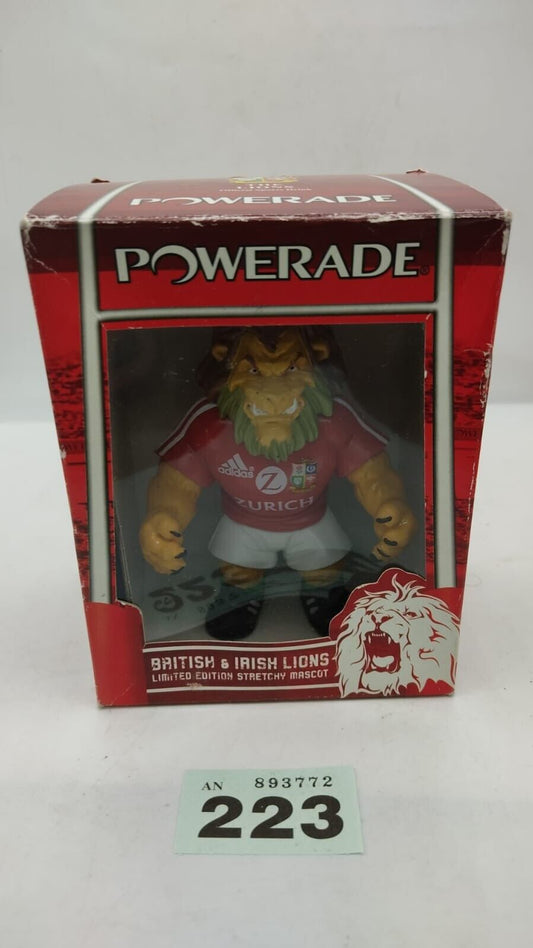 POWERADE
POWERADE®
adidas
Z
ZURICH
BRITISH & IRISH LIONS
LIMITED EDITION STRETCHY MASCOT
AN 893772
223